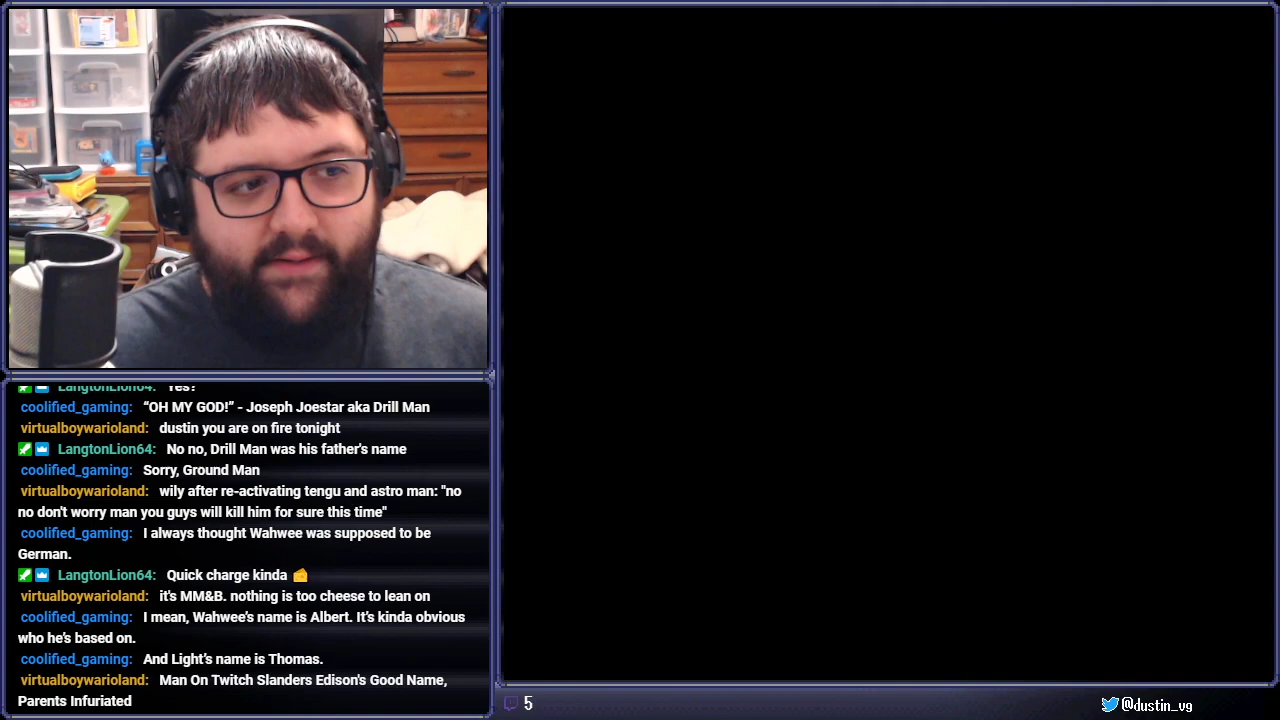 LangtonLion64: Yes?
coolified_gaming: “OH MY GOD!” - Joseph Joestar aka Drill Man
virtualboywarioland: dustin you are on fire tonight
LangtonLion64: No no, Drill Man was his father's name
coolified_gaming: Sorry, Ground Man
virtualboywarioland: wily after re-activating tengu and astro man: "no
no don't worry man you guys will kill him for sure this time"
coolified_gaming: I always thought Wahwee was supposed to be
German.
LangtonLion64: Quick charge kinda
virtualboywarioland: it's MM&B. nothing is too cheese to lean on
coolified_gaming: I mean, Wahwee’s name is Albert. It’s kinda obvious
who he’s based on.
coolified_gaming: And Light’s name is Thomas.
virtualboywarioland: Man On Twitch Slanders Edison's Good Name,
Parents Infuriated
5
@dustin_vg